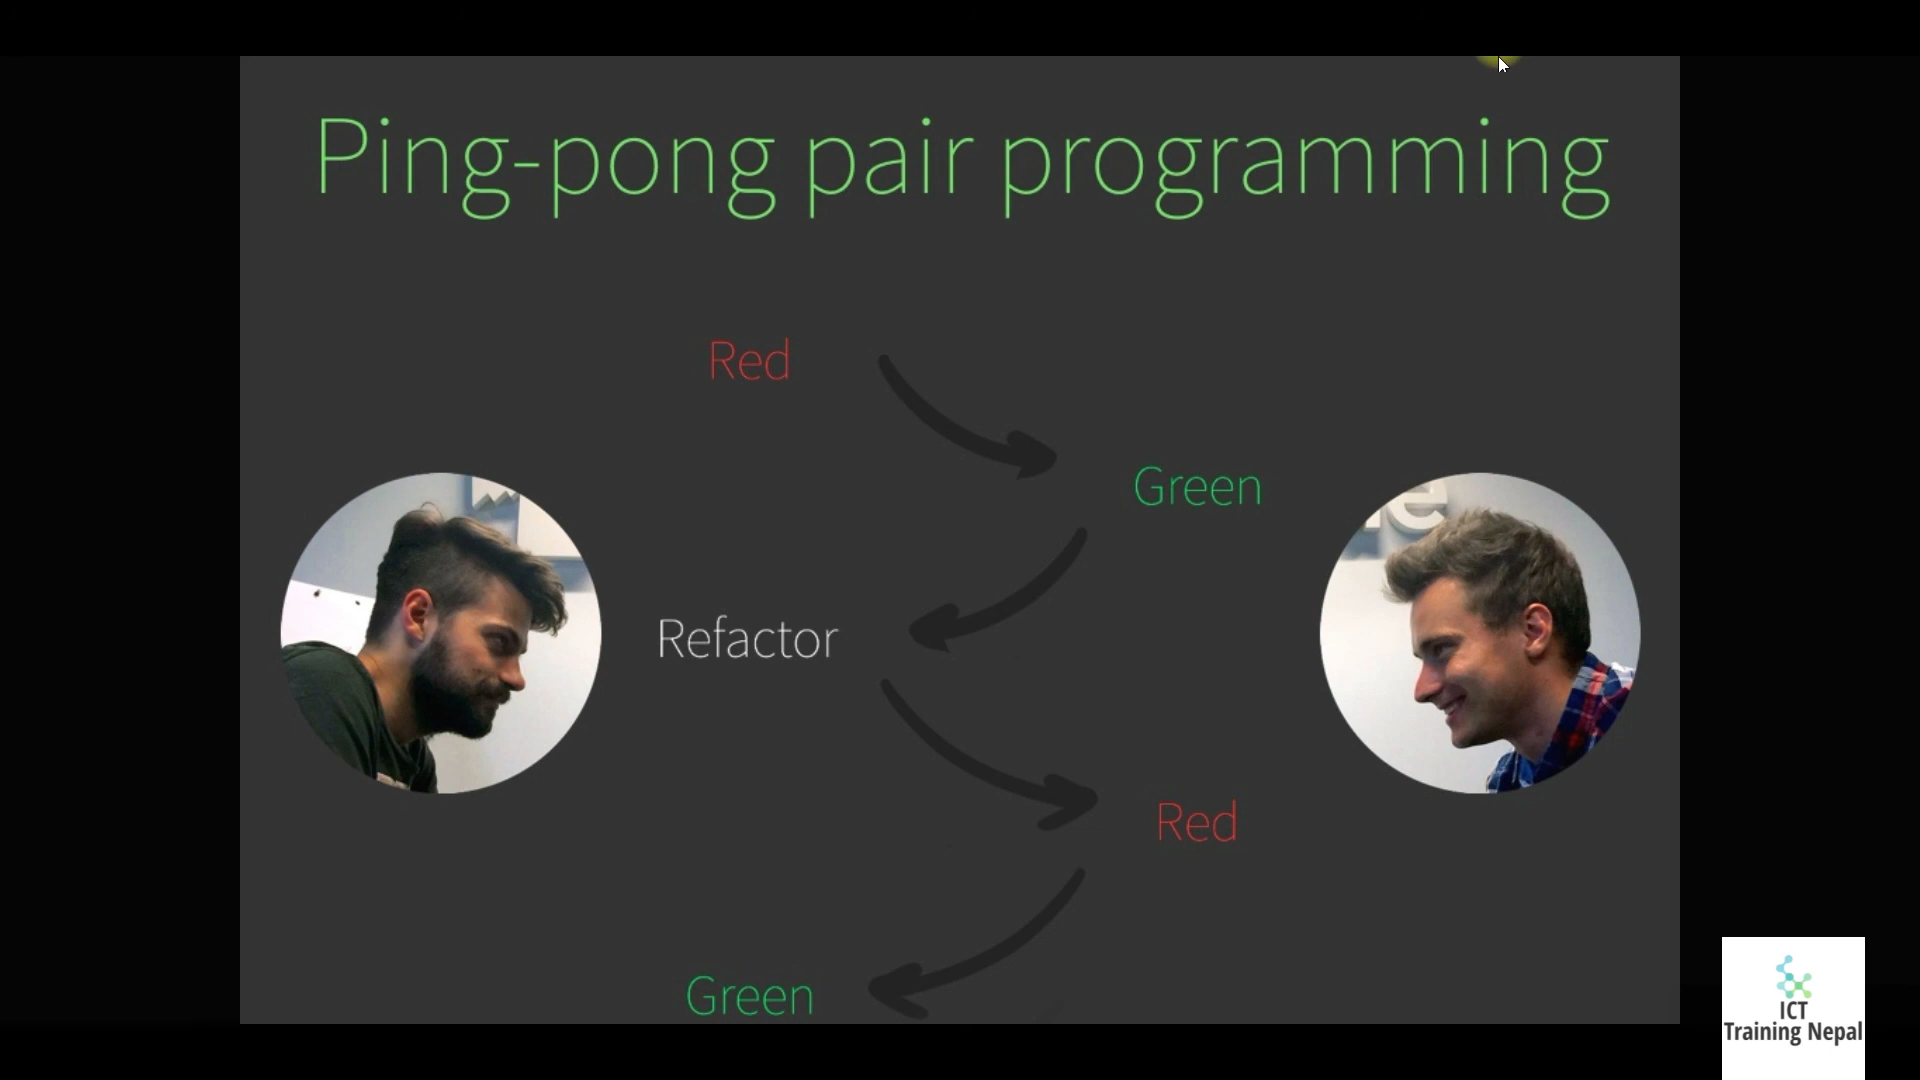 Ping-pong pair programming
Red
Green
Refactor
Red
Green
ICT
Training Nepal